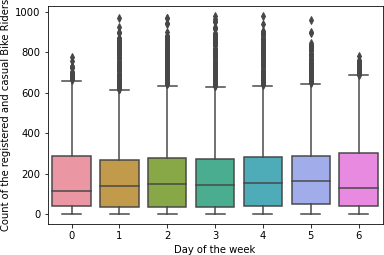 Count of the registered and casual Bike Riders
1000
800
600
400
200
0
0 1 2 3 4 5 6
Day of the week